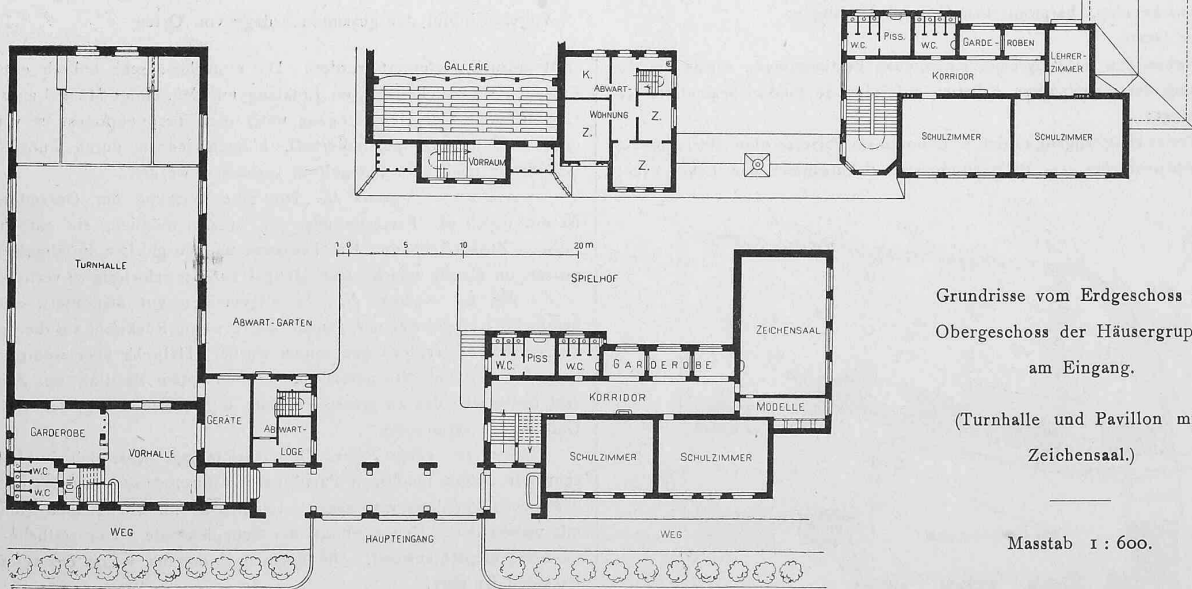 GALLERIE
K.
ABWART-
WOHNUNG
Z.
Z.
Z.
VORRAUM
W.C.
PISS.
W.C.
GARDE-
ROBEN
LEHRER-
ZIMMER
KORRIDOR
SCHULZIMMER
SCHULZIMMER
1 0 5 10 20 m
SPIELHOF
TURNHALLE
ABWART-GARTEN
W.C.
PISS
W.C.
GARDEROBE
ZEICHENSAAL
KORRIDOR
MODELLE
GERÄTE
ABWART-
LOGE
GARDEROBE
VORHALLE
W.C.
W.C.
TOIL
SCHULZIMMER
SCHULZIMMER
WEG
HAUPTEINGANG
WEG
Grundrisse vom Erdgeschoss
Obergeschoss der Häusergrup
am Eingang.
(Turnhalle und Pavillon m
Zeichensaal.)
Masstab 1 : 600.